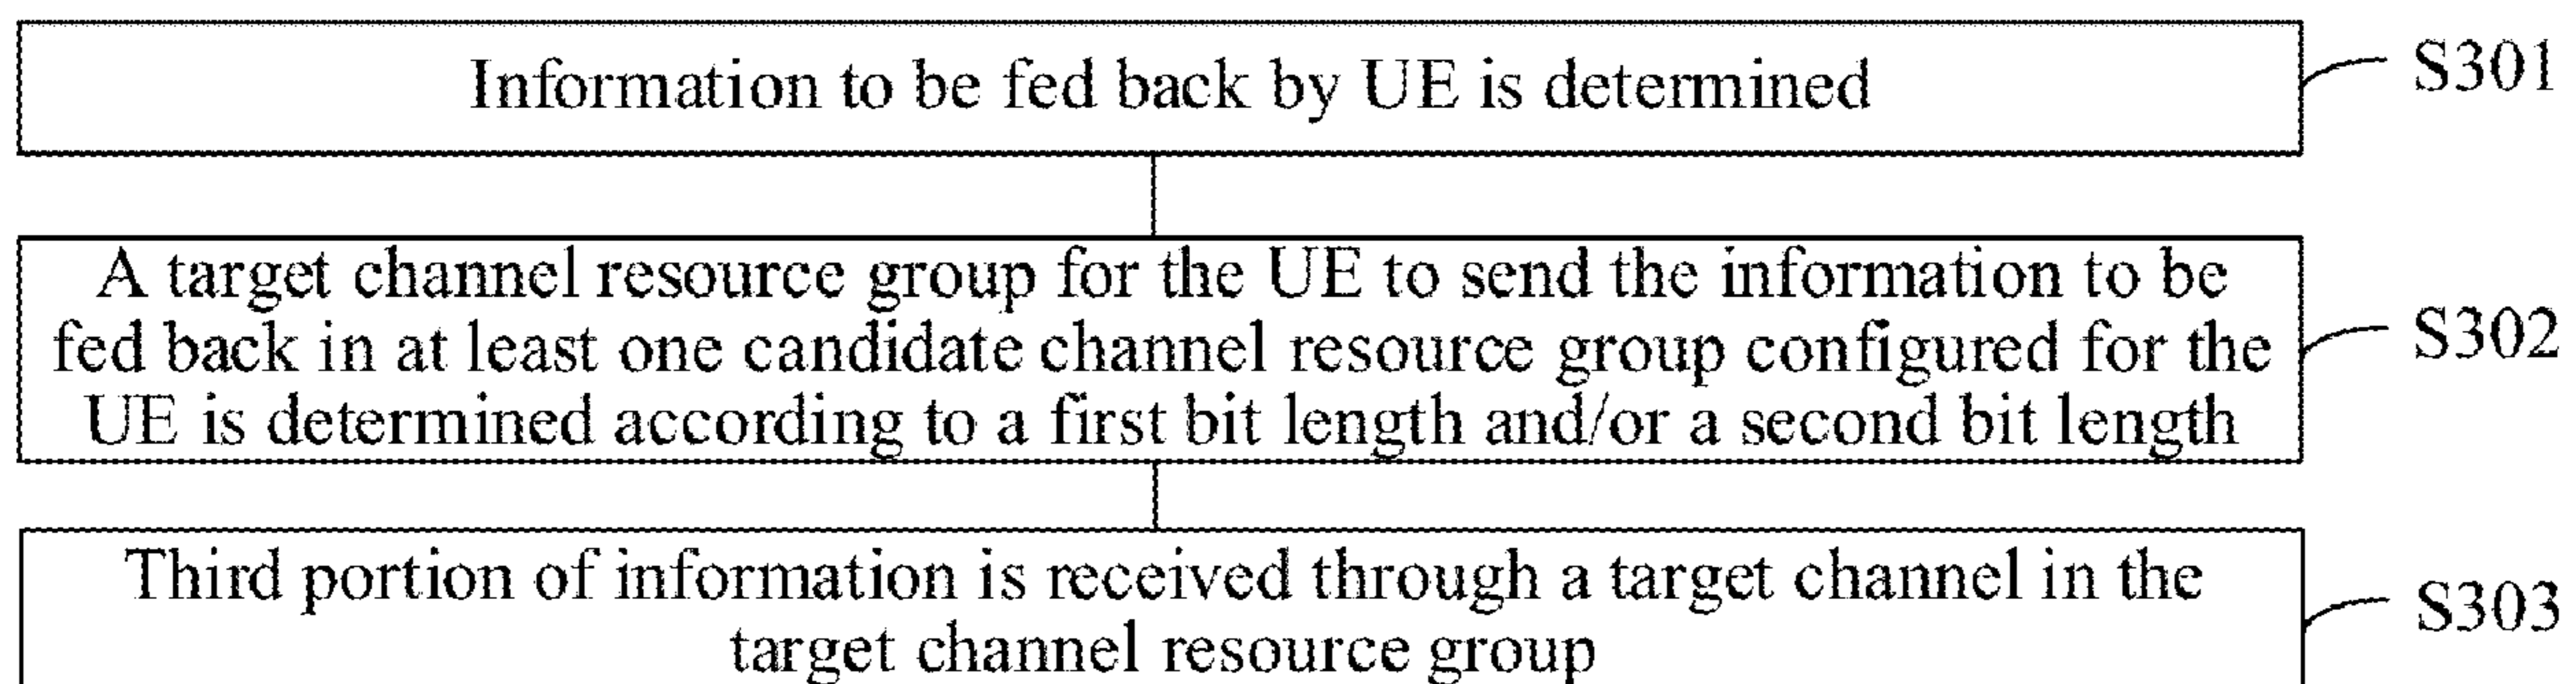 Information to be fed back by UE is determined
S301
A target channel resource group for the UE to send the information to be
fed back in at least one candidate channel resource group configured for the
UE is determined according to a first bit length and/or a second bit length
S302
Third portion of information is received through a target channel in the
target channel resource group
S303